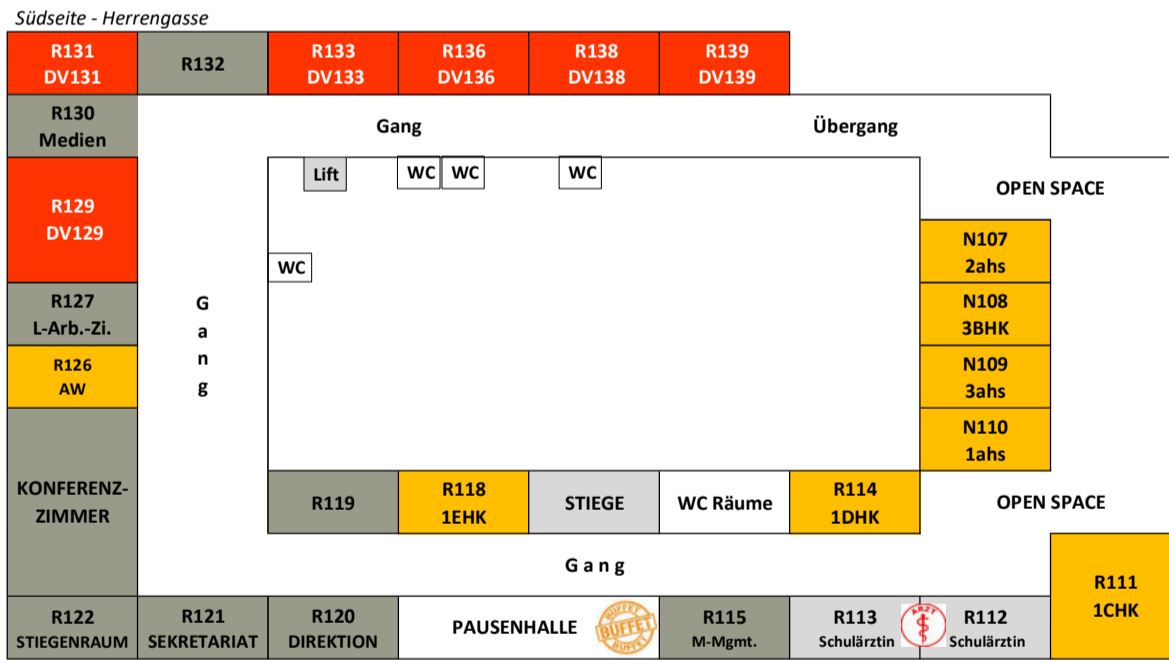 Südseite - Herrengasse
R131
DV131
R132
R133
DV133
R136
DV136
R138
DV138
R139
DV139
R130
Medien
Gang
Übergang
Lift
WC
WC
WC
OPEN SPACE
R129
DV129
WC
N107
2ahs
R127
L-Arb.-Zi.
G
a
n
g
N108
3BHK
R126
AW
N109
3ahs
N110
1ahs
KONFERENZ-
ZIMMER
R119
R118
1EHK
STIEGE
WC Räume
R114
1DHK
OPEN SPACE
G a n g
R111
1CHK
R122
STIEGENRAUM
R121
SEKRETARIAT
R120
DIREKTION
PAUSENHALLE
BUFFET
BUFFET
BUFFET
R115
M-Mgmt.
R113
Schulärztin
ARZT
R112
Schulärztin